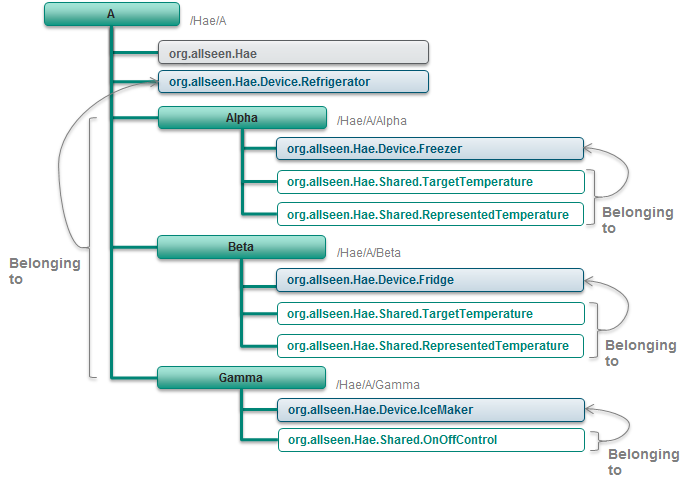 A
/Hae/A
org.allseen.Hae
org.allseen.Hae.Device.Refrigerator
Alpha
/Hae/A/Alpha
org.allseen.Hae.Device.Freezer
org.allseen.Hae.Shared.TargetTemperature
org.allseen.Hae.Shared.RepresentedTemperature
Belonging
to
Beta
/Hae/A/Beta
Belonging
to
org.allseen.Hae.Device.Fridge
org.allseen.Hae.Shared.TargetTemperature
org.allseen.Hae.Shared.RepresentedTemperature
Belonging
to
Gamma
/Hae/A/Gamma
org.allseen.Hae.Device.IceMaker
org.allseen.Hae.Shared.OnOffControl
Belonging
to